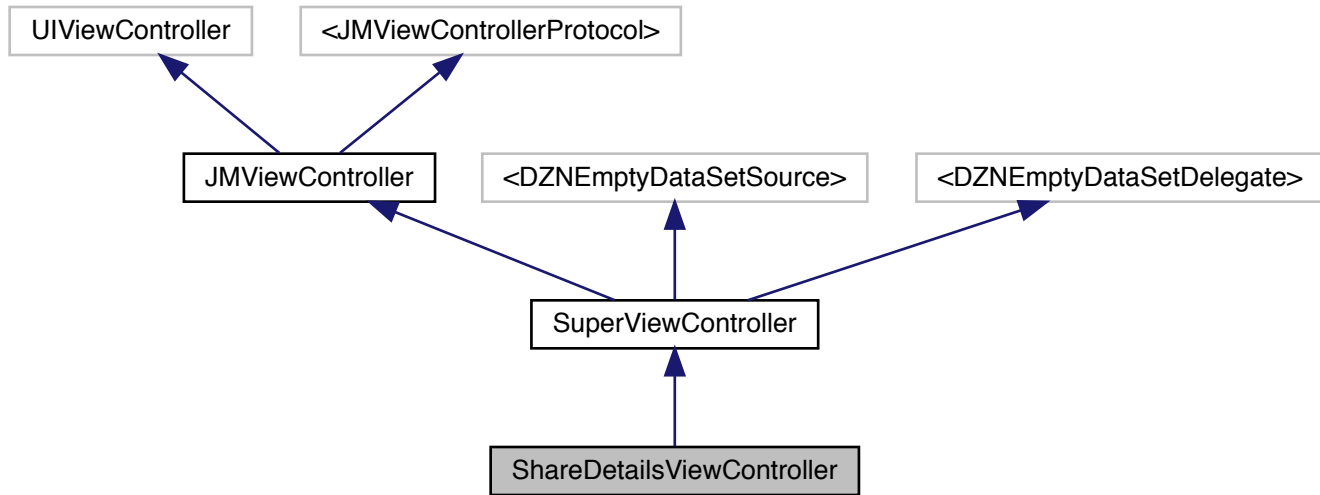 UIViewController
<JMViewControllerProtocol>
JMViewController
<DZNEmptyDataSetSource>
<DZNEmptyDataSetDelegate>
SuperViewController
ShareDetailsViewController